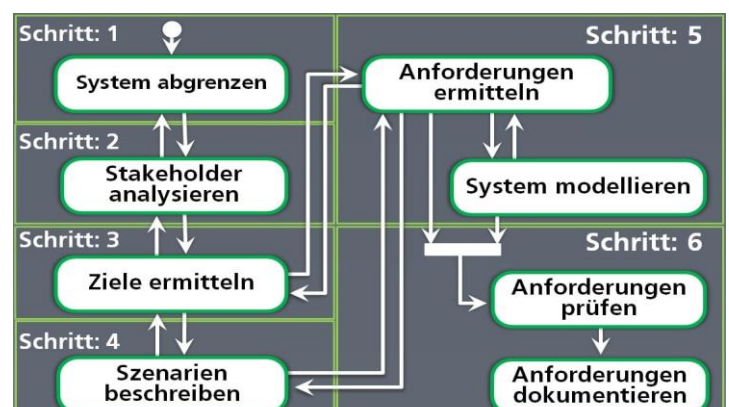 Schritt: 1
System abgrenzen
Schritt: 2
Stakeholder
analysieren
Schritt: 3
Ziele ermitteln
Schritt: 4
Szenarien
beschreiben
Schritt: 5
Anforderungen
ermitteln
System modellieren
Schritt: 6
Anforderungen
prüfen
Anforderungen
dokumentieren